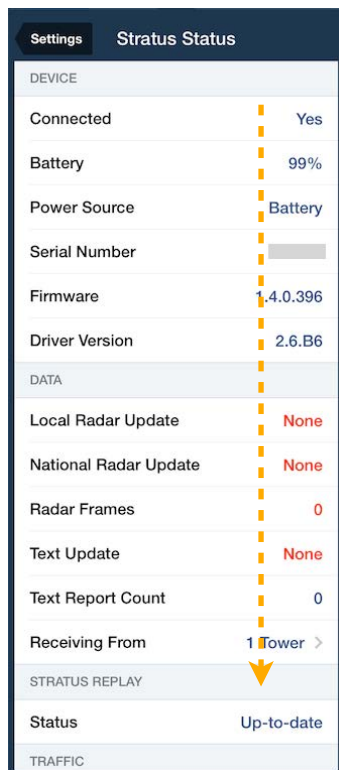 Settings Stratus Status
DEVICE
Connected Yes
Battery 99%
Power Source Battery
Serial Number
Firmware 1.4.0.396
Driver Version 2.6.B6
DATA
Local Radar Update None
National Radar Update None
Radar Frames 0
Text Update None
Text Report Count 0
Receiving From 1 Tower >
STRATUS REPLAY
Status Up-to-date
TRAFFIC